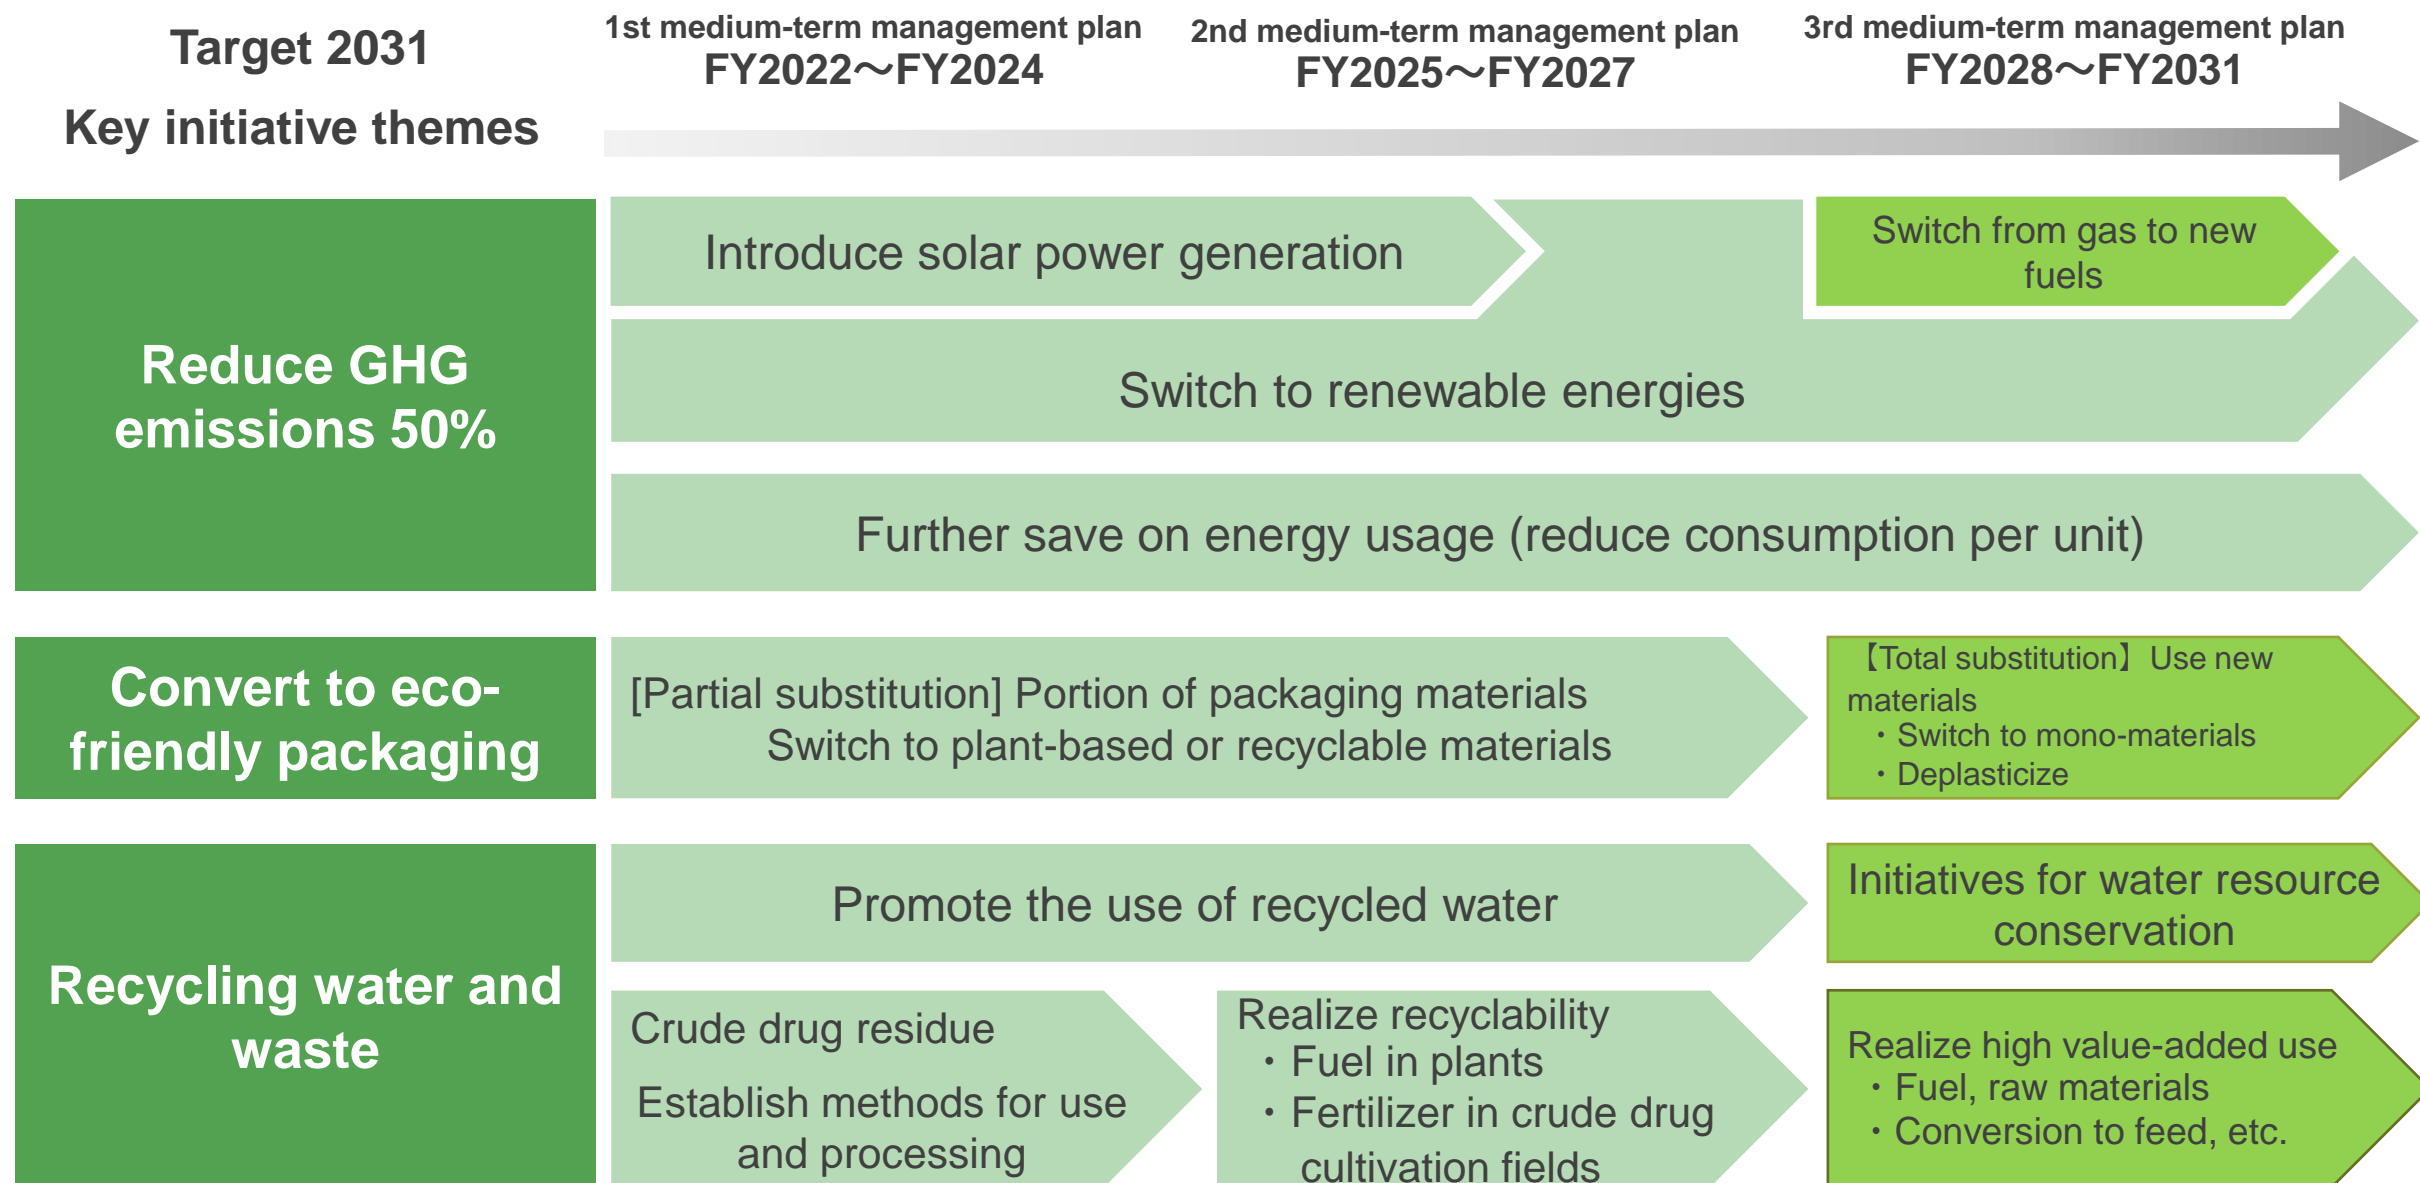 Target 2031
Key initiative themes
1st medium-term management plan
FY2022～FY2024
2nd medium-term management plan
FY2025～FY2027
3rd medium-term management plan
FY2028～FY2031
Reduce GHG
emissions 50%
Introduce solar power generation
Switch from gas to new
fuels
Switch to renewable energies
Further save on energy usage (reduce consumption per unit)
Convert to eco-
friendly packaging
[Partial substitution] Portion of packaging materials
Switch to plant-based or recyclable materials
【Total substitution】Use new
materials
・Switch to mono-materials
・Deplasticize
Recycling water and
waste
Promote the use of recycled water
Initiatives for water resource
conservation
Crude drug residue
Establish methods for use
and processing
Realize recyclability
・Fuel in plants
・Fertilizer in crude drug
cultivation fields
Realize high value-added use
・Fuel, raw materials
・Conversion to feed, etc.